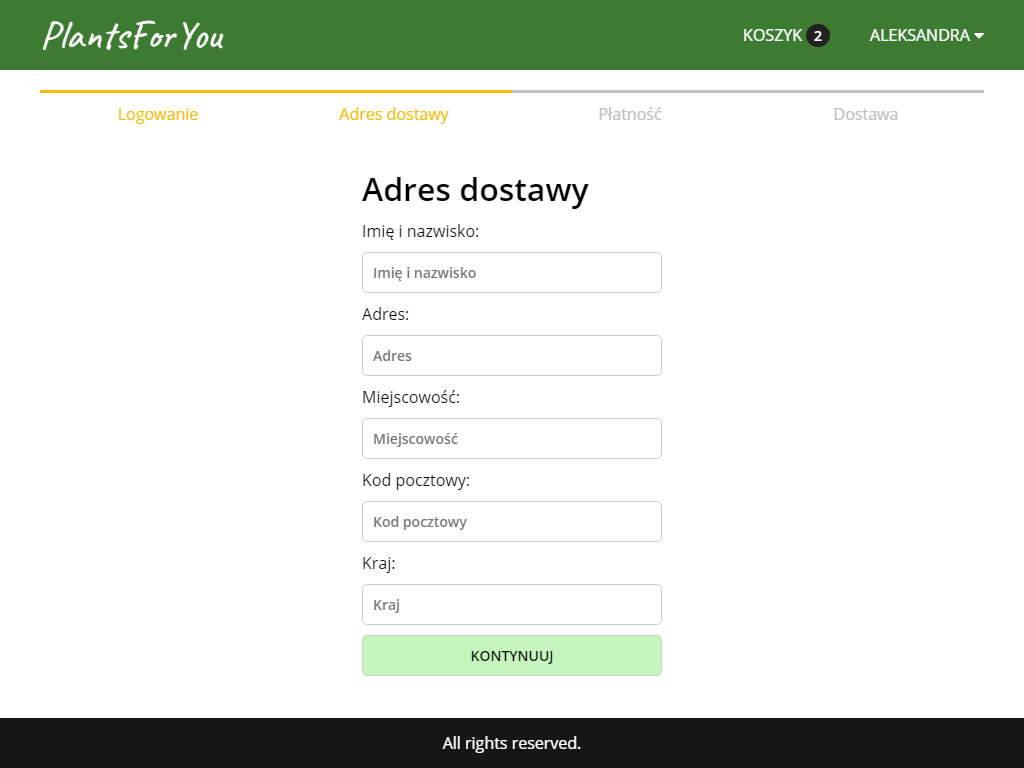 PlantsForYou
KOSZYK 2
ALEKSANDRA
Logowanie
Adres dostawy
Płatność
Dostawa
Adres dostawy
Imię i nazwisko:
Imię i nazwisko
Adres:
Adres
Miejscowość:
Miejscowość
Kod pocztowy:
Kod pocztowy
Kraj:
Kraj
KONTYNUUJ
All rights reserved.